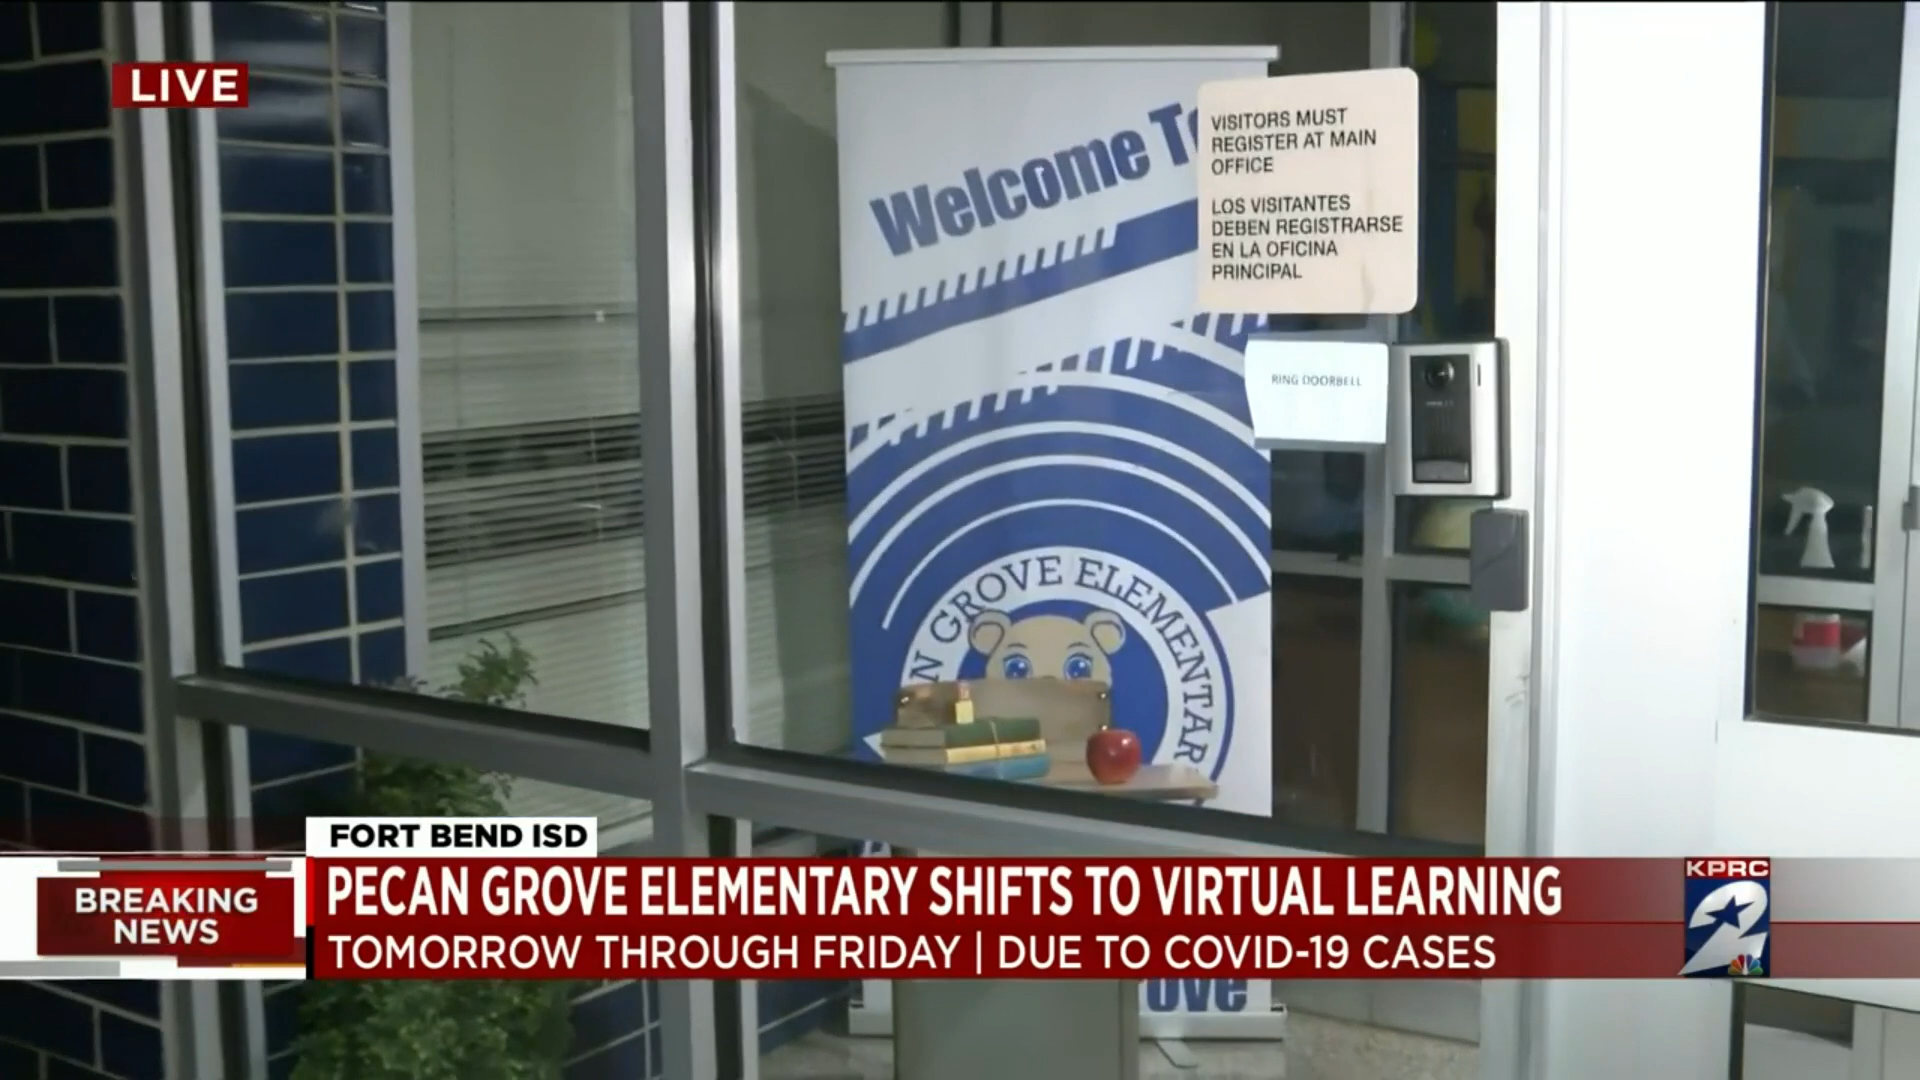 LIVE
Welcome To
VISITORS MUST
REGISTER AT MAIN
OFFICE
LOS VISITANTES
DEBEN REGISTRARSE
EN LA OFICINA
PRINCIPAL
RING DOORBELL
N GROVE ELEMENTAR
FORT BEND ISD
BREAKING
NEWS
PECAN GROVE ELEMENTARY SHIFTS TO VIRTUAL LEARNING
TOMORROW THROUGH FRIDAY | DUE TO COVID-19 CASES
KPRC
2
ove